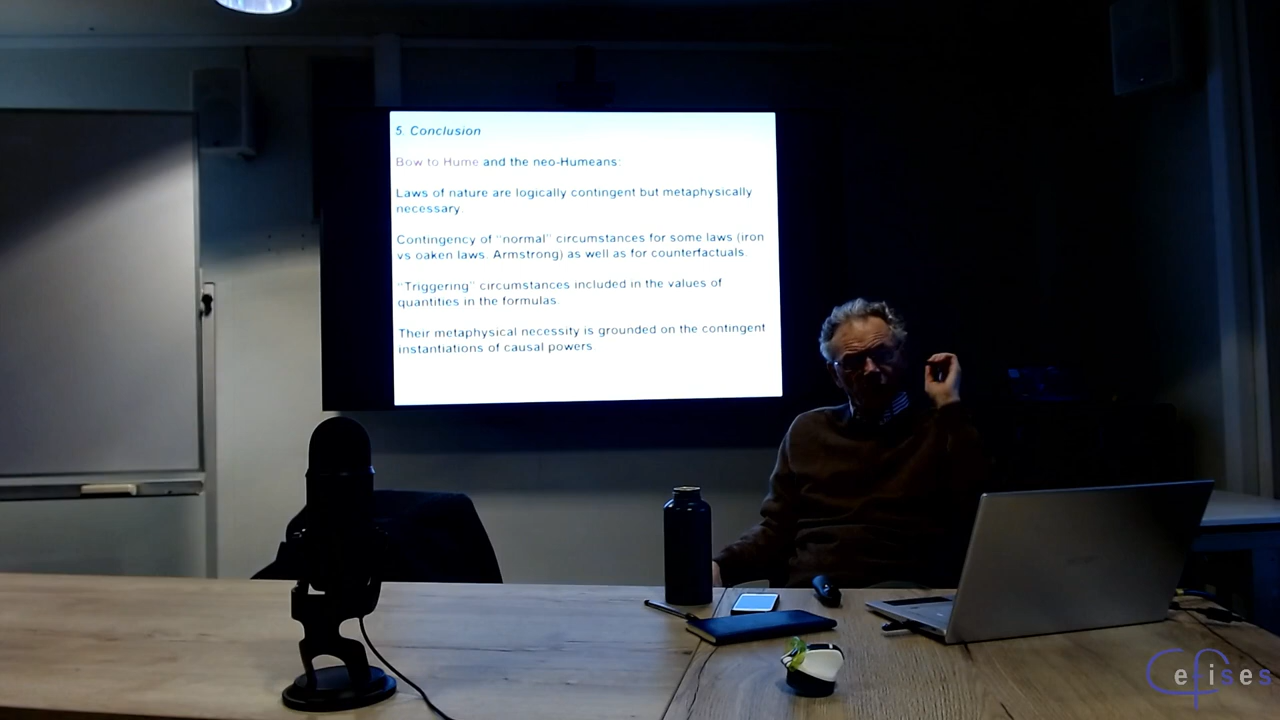 5. Conclusion
Bow to Hume and the neo-Humeans:
Laws of nature are logically contingent but metaphysically
necessary.
Contingency of "normal" circumstances for some laws (iron
vs oaken laws. Armstrong) as well as for counterfactuals.
"Triggering" circumstances included in the values of
quantities in the formulas.
Their metaphysical necessity is grounded on the contingent
instantiations of causal powers
Cefises